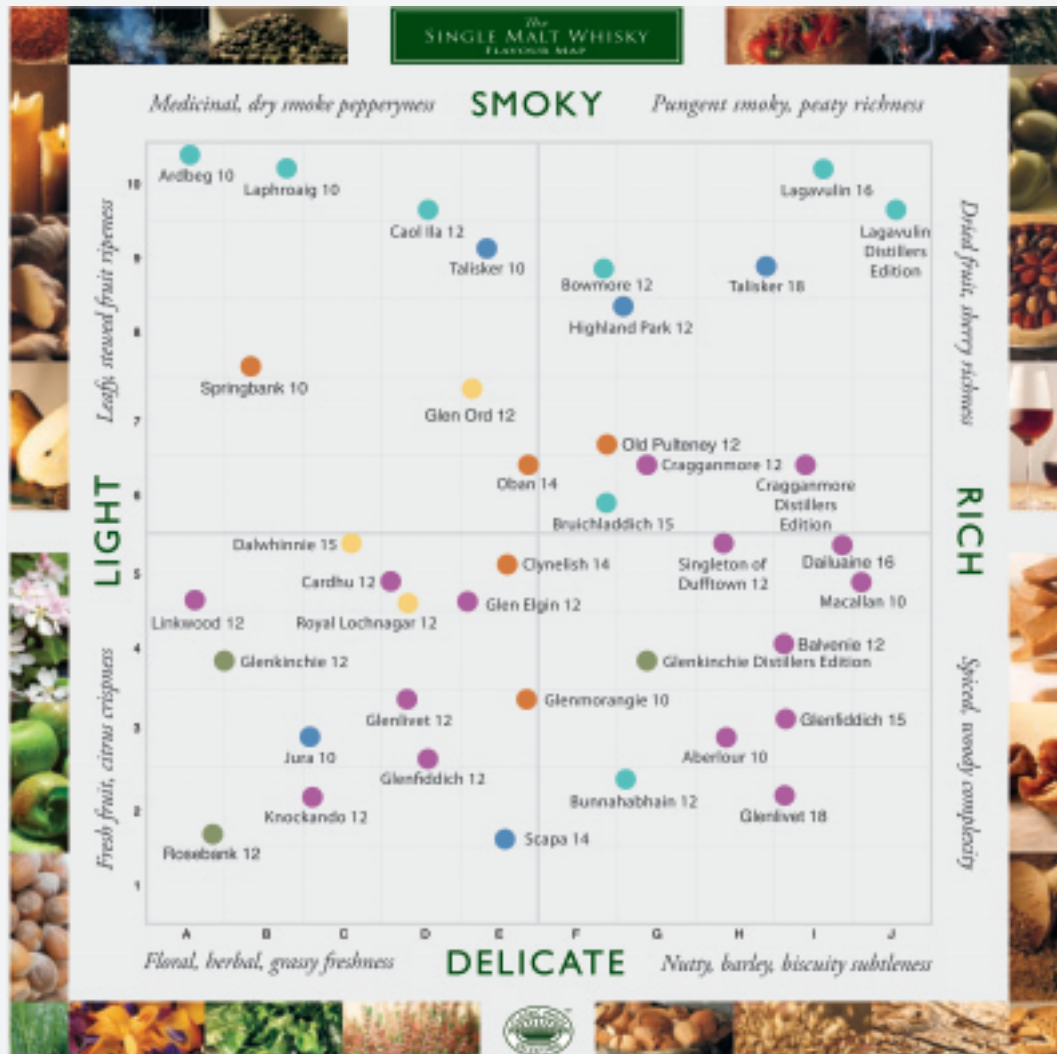 The
SINGLE MALT WHISKY
FLAVOUR MAP
Medicinal, dry smoke pepperyness
SMOKY
Pungent smoky, peaty richness
Ardbeg 10
Laphroaig 10
Lagavulin 16
10
Caol Ila 12
Lagavulin
Distillers
Edition
Talisker 10
9
Bowmore 12
Talisker 18
Highland Park 12
8
Leafy, stewed fruit ripeness
Dried fruit, sherry richness
Springbank 10
Glen Ord 12
7
Old Pulteney 12
Cragganmore 12
Oban 14
Cragganmore
Distillers
Edition
6
Bruichladdich 15
LIGHT
RICH
Dalwhinnie 15
Clynelish 14
Singleton of
Dufftown 12
Dailuaine 16
5
Cardhu 12
Macallan 10
Glen Elgin 12
Linkwood 12
Royal Lochnagar 12
4
Balvenie 12
Glenkinchie 12
Glenkinchie Distillers Edition
Fresh fruit, citrus crispness
Spiced, woody complexity
Glenmorangie 10
Glenlivet 12
Glenfiddich 15
3
Jura 10
Aberlour 10
Glenfiddich 12
Bunnahabhain 12
2
Knockando 12
Glenlivet 18
Scapa 14
Rosebank 12
1
A B C D E F G H I J
Floral, herbal, grassy freshness
DELICATE
Nutty, barley, biscuity subtleness